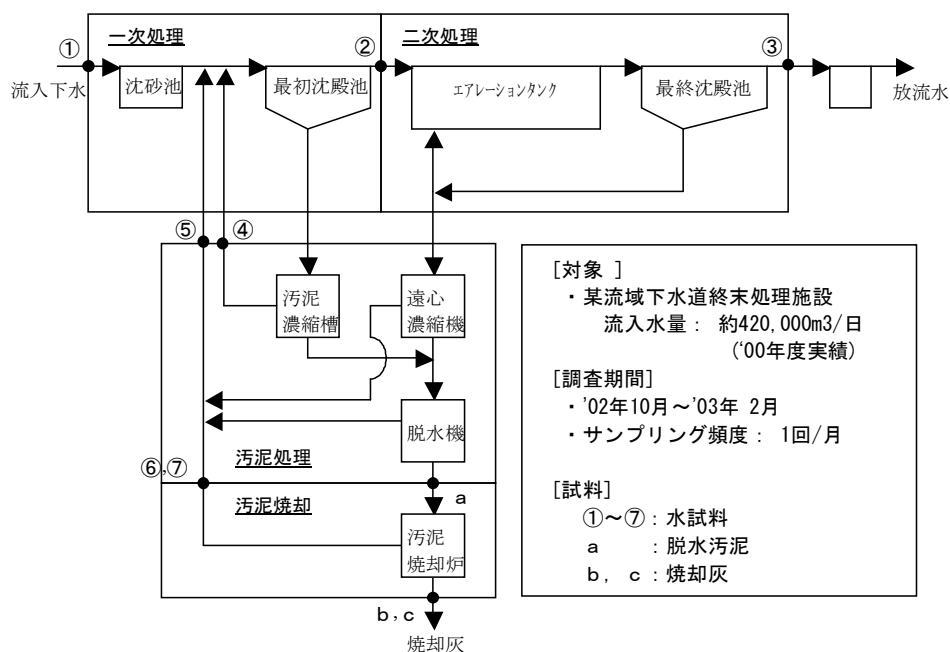 一次処理
二次処理
①
②
③
流入下水
沈砂池
最初沈殿池
エアレーションタンク
最終沈殿池
放流水
⑤
④
汚泥
濃縮槽
遠心
濃縮機
脱水機
汚泥処理
⑥,⑦
汚泥焼却
a
汚泥
焼却炉
b,c
焼却灰
[対象 ]
・某流域下水道終末処理施設
流入水量： 約420,000m3/日
(‘00年度実績)
[調査期間]
・’02年10月～’03年 2月
・サンプリング頻度： 1回/月
[試料]
①～⑦：水試料
a ：脱水汚泥
b, c：焼却灰